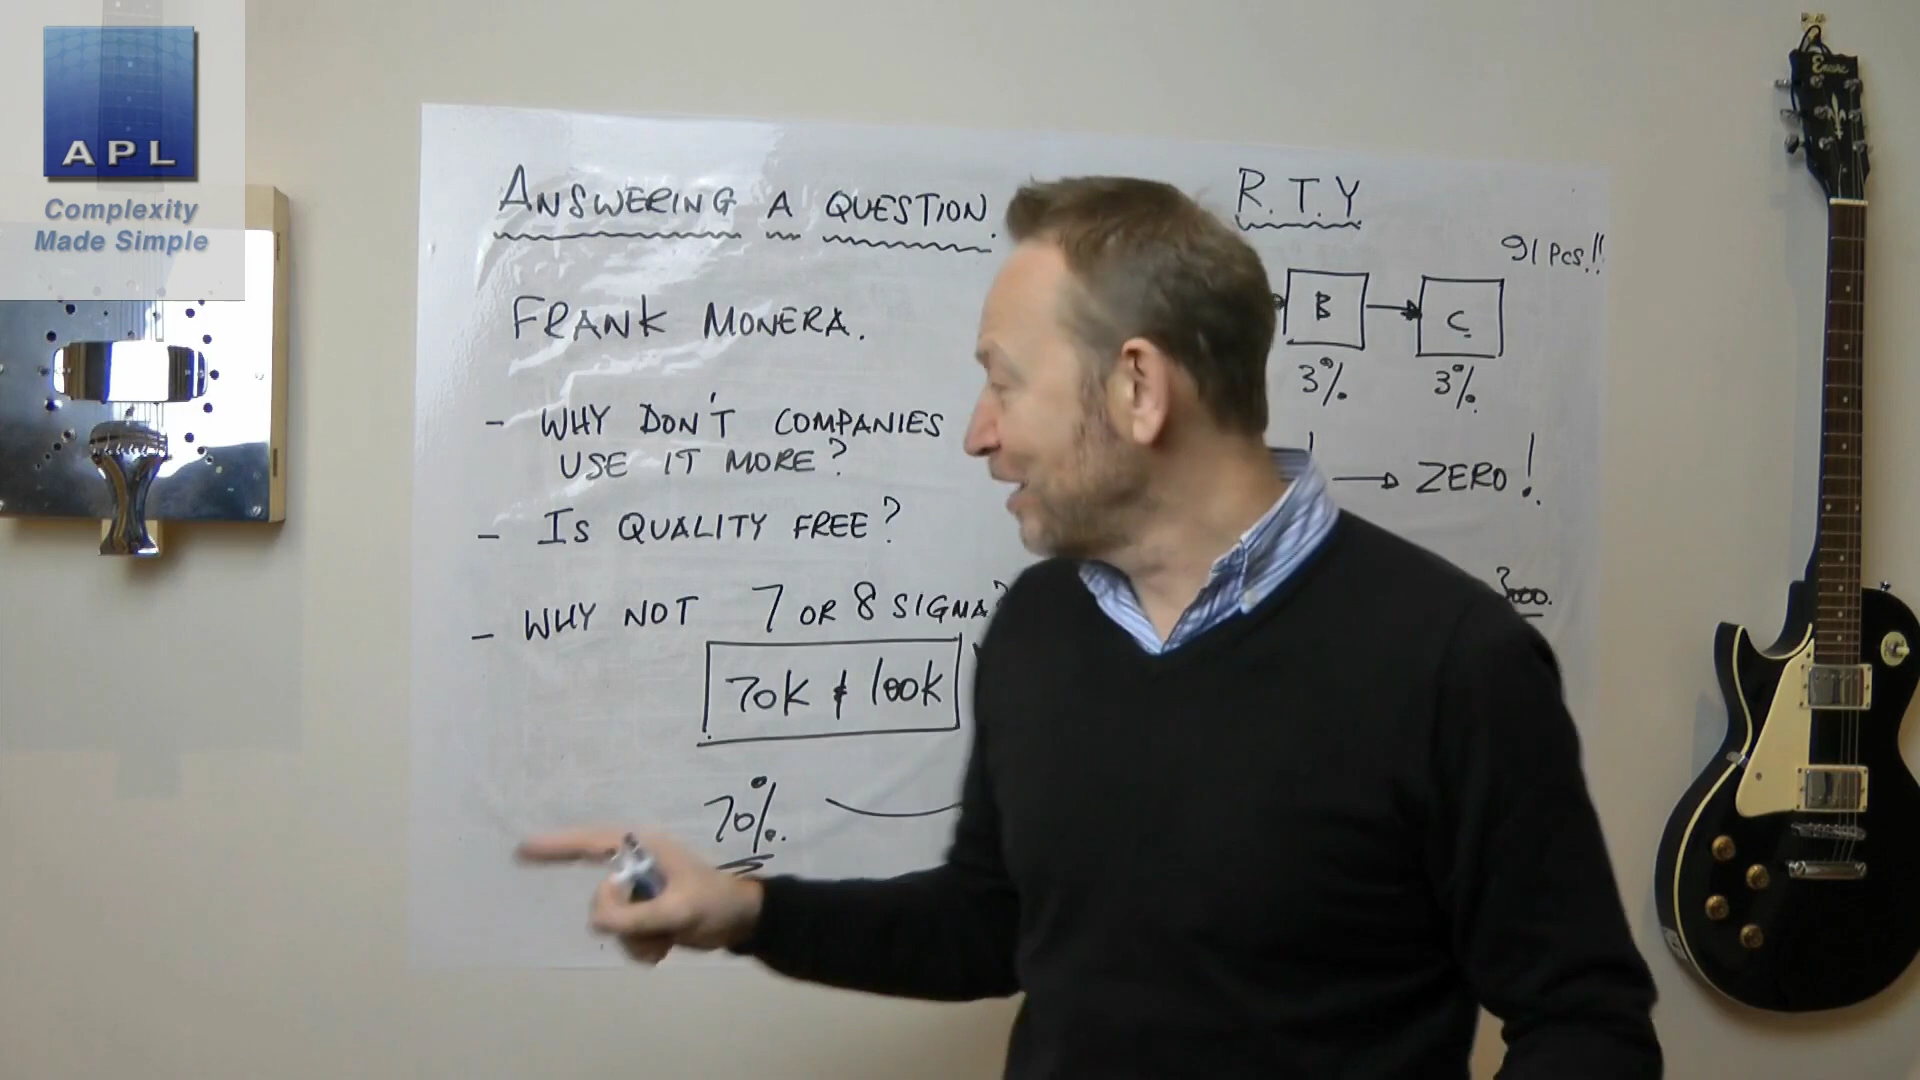 APL
Complexity
Made Simple
ANSWERING A QUESTION.
FRANK MONERA.
- WHY DON'T COMPANIES
USE IT MORE?
- IS QUALITY FREE?
- WHY NOT 7 OR 8 SIGMA?
70K & 100K
70%.
R.T.Y
91 Pcs.!!
B
C
3%
3%.
→ ZERO!
Encore